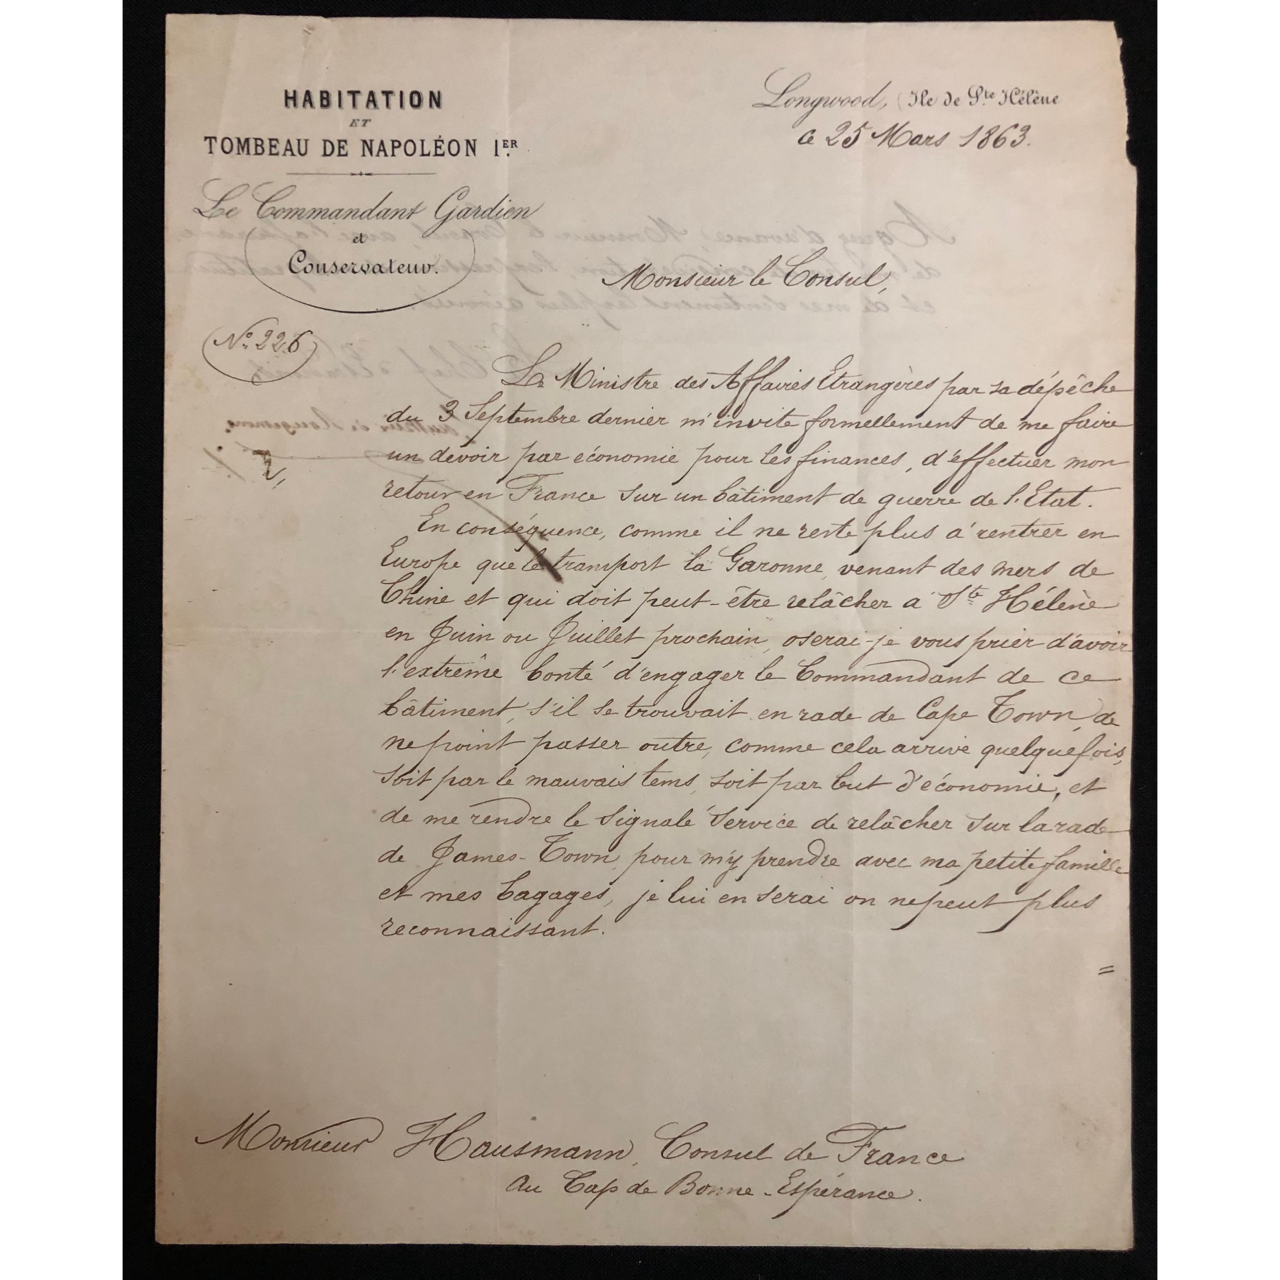 HABITATION
ET
TOMBEAU DE NAPOLÉON 1.ER
Le Commandant Gardien
et
Conservateur.
No. 226
Longwood, (Ile de Ste Hélène
ce 25 Mars 1863.
Monsieur le Consul,
Le Ministre des Affaires Etrangères par sa dépêche
du 3 Septembre dernier m'invite formellement de me faire
un devoir par économie pour les finances, d'effectuer mon
retour en France sur un bâtiment de guerre de l'Etat.
En conséquence, comme il ne reste plus à rentrer en
Europe que le transport la Garonne, venant des mers de
Chine et qui doit peut-être relâcher à Ste Hélène
en Juin ou Juillet prochain, oserai-je vous prier d'avoir
l'extrême bonté d'engager le Commandant de ce
bâtiment, s'il se trouvait en rade de Cape Town, de
ne point passer outre, comme cela arrive quelquefois,
soit par le mauvais tems, soit par but d'économie, et
de me rendre le signalé service de relâcher sur la rade
de James-Town, pour m'y prendre avec ma petite famille
et mes bagages, je lui en serai on ne peut plus
reconnaissant.
=
Monsieur Hausmann, Consul de France
au Cap de Bonne-Espérance.